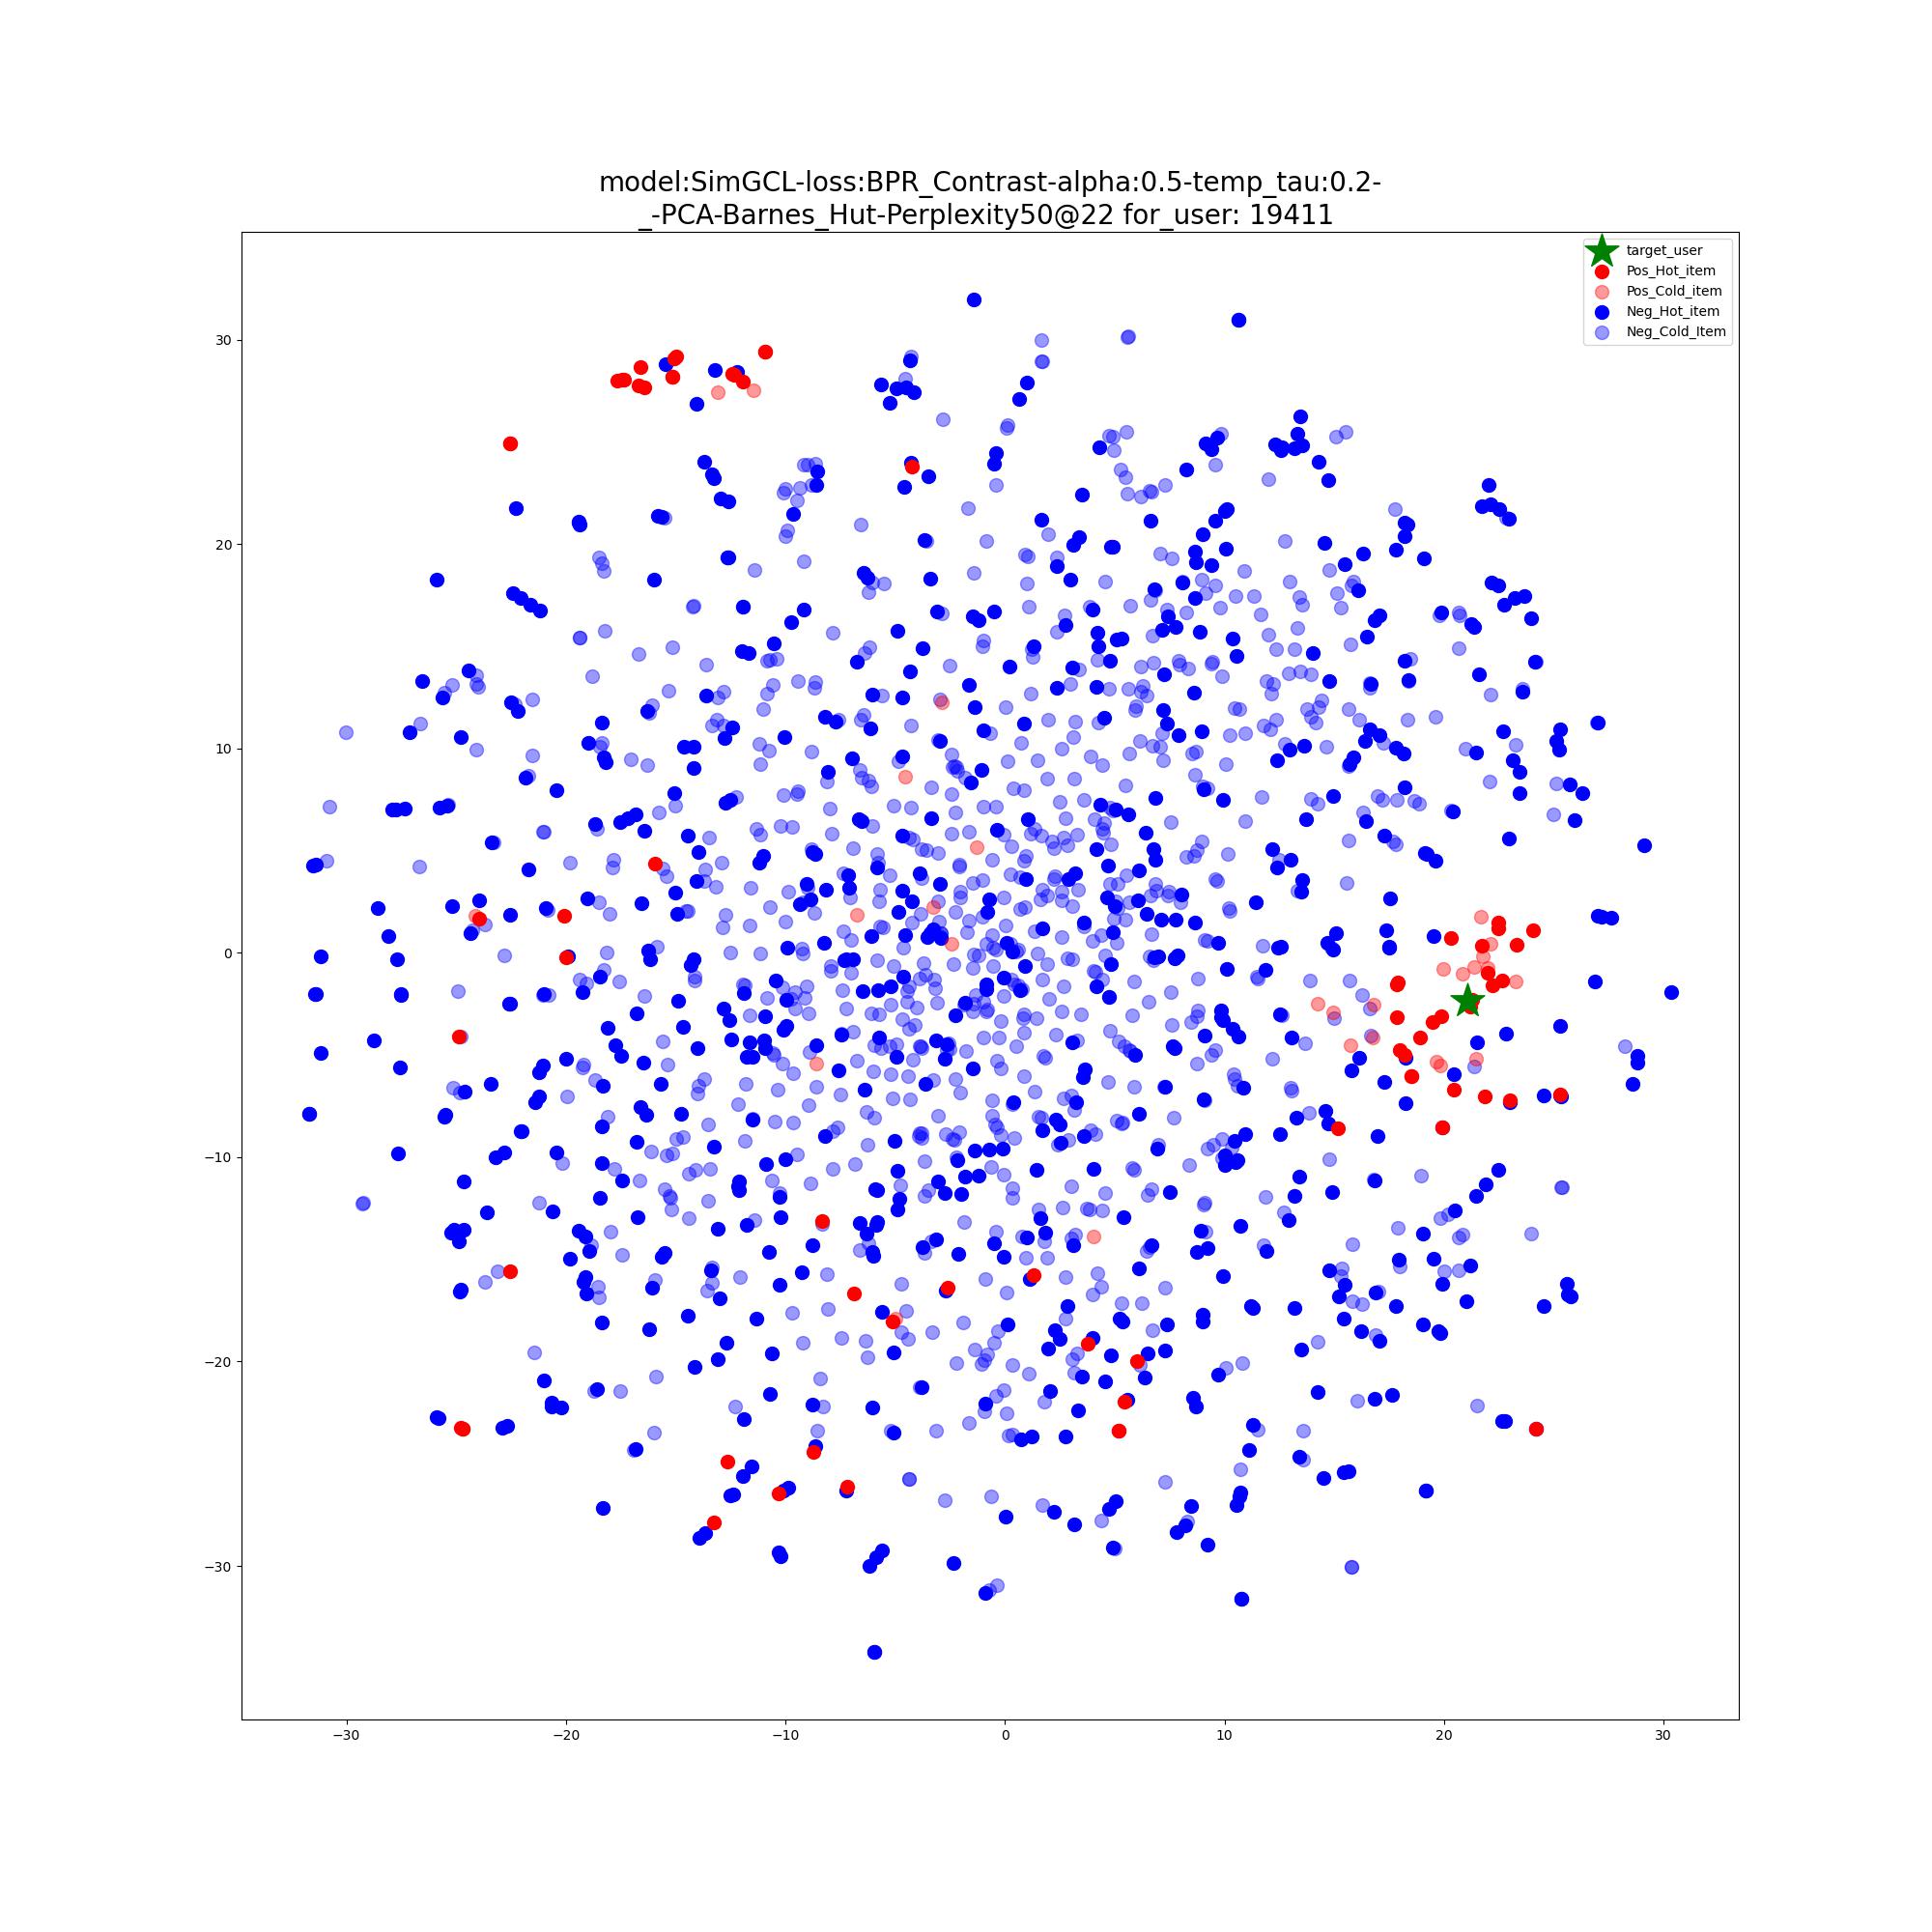 model:SimGCL-loss:BPR_Contrast-alpha:0.5-temp_tau:0.2-
_-PCA-Barnes_Hut-Perplexity50@22 for_user: 19411
target_user
Pos_Hot_item
Pos_Cold_item
Neg_Hot_item
Neg_Cold_Item
30
20
10
0
−10
−20
−30
−30
−20
−10
0
10
20
30